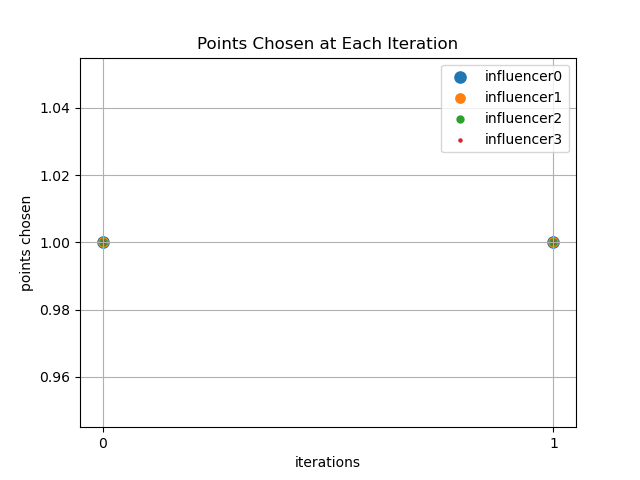 Points Chosen at Each Iteration
influencer0
influencer1
influencer2
influencer3
1.04
1.02
1.00
0.98
0.96
points chosen
0
1
iterations